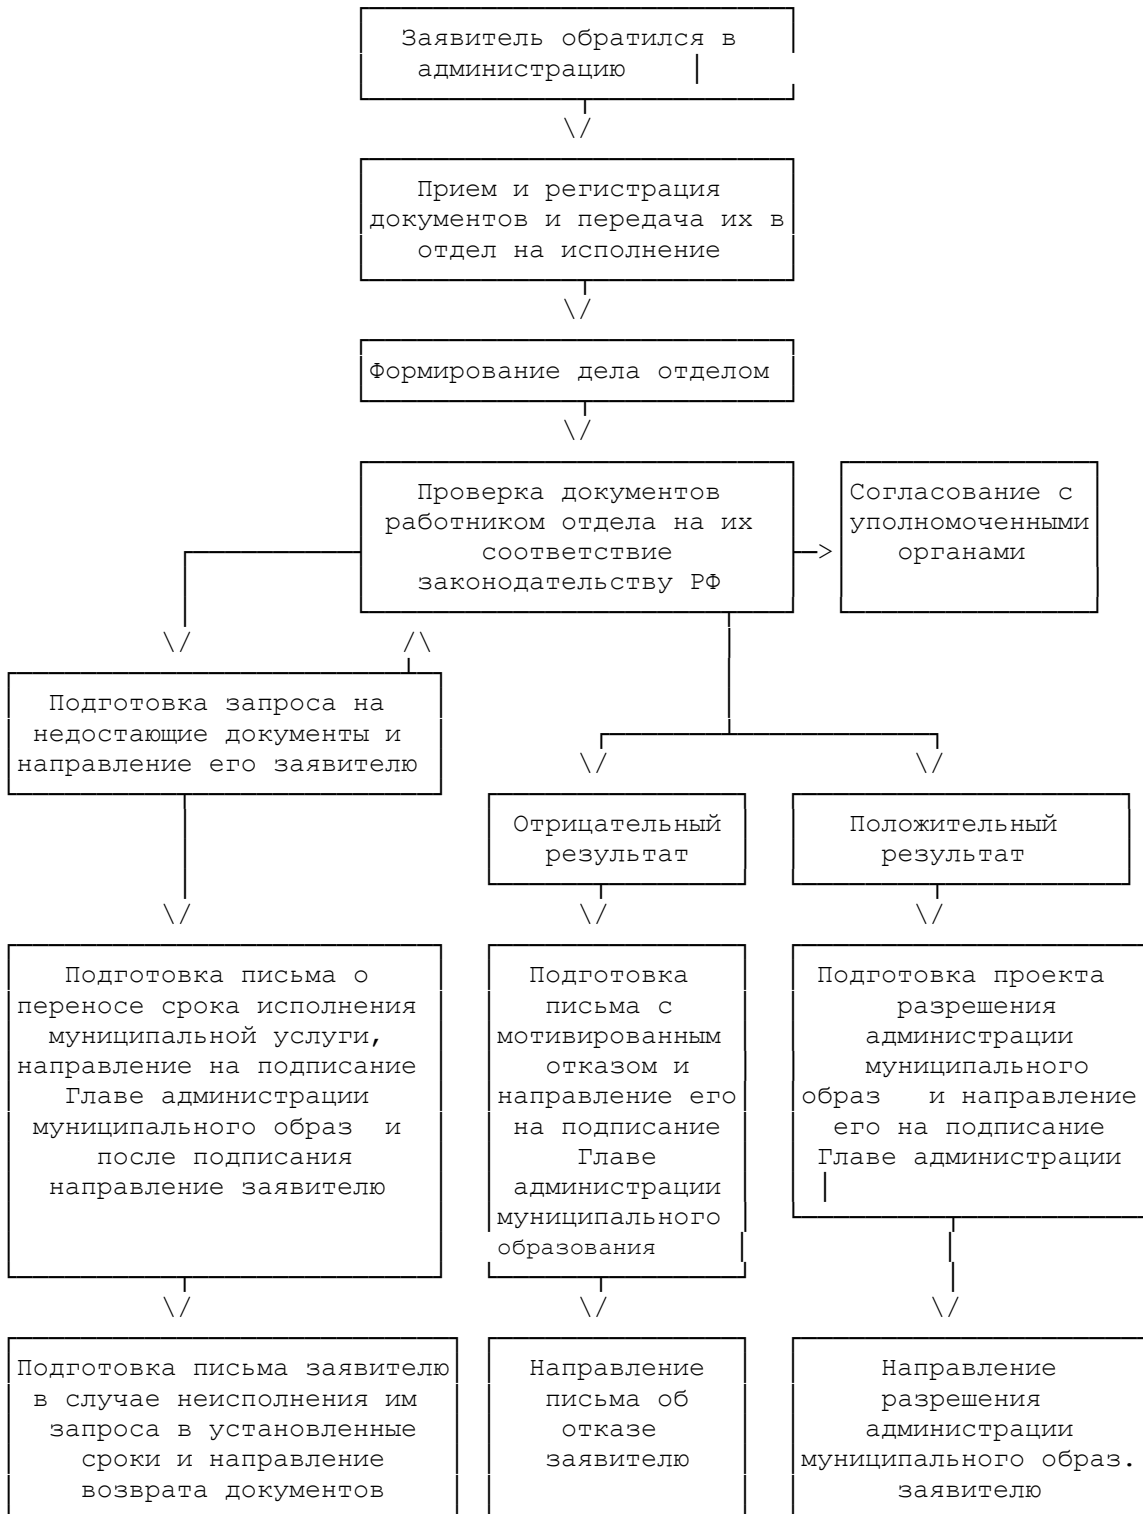 Заявитель обратился в
администрацию
Прием и регистрация
документов и передача их в
отдел на исполнение
Формирование дела отделом
Проверка документов
работником отдела на их
соответствие
законодательству РФ
Согласование с
уполномоченными
органами
Подготовка запроса на
недостающие документы и
направление его заявителю
Отрицательный
результат
Положительный
результат
Подготовка письма о
переносе срока исполнения
муниципальной услуги,
направление на подписание
Главе администрации
муниципального образ и
после подписания
направление заявителю
Подготовка
письма с
мотивированным
отказом и
направление его
на подписание
Главе
администрации
муниципального
образования
Подготовка проекта
разрешения
администрации
муниципального
образ и направление
его на подписание
Главе администрации
Подготовка письма заявителю
в случае неисполнения им
запроса в установленные
сроки и направление
возврата документов
Направление
письма об
отказе
заявителю
Направление
разрешения
администрации
муниципального образ.
заявителю